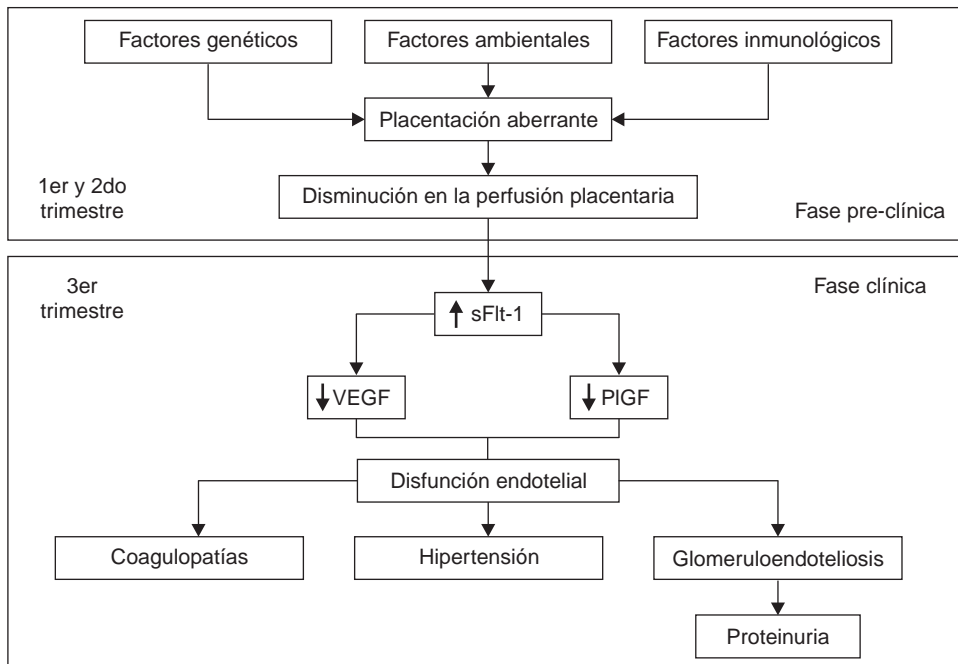 Factores genéticos
Factores ambientales
Factores inmunológicos
Placentación aberrante
Disminución en la perfusión placentaria
1er y 2do
trimestre
Fase pre-clínica
3er
trimestre
Fase clínica
↑ sFlt-1
↓ VEGF
↓ PlGF
Disfunción endotelial
Coagulopatías
Hipertensión
Glomeruloendoteliosis
Proteinuria